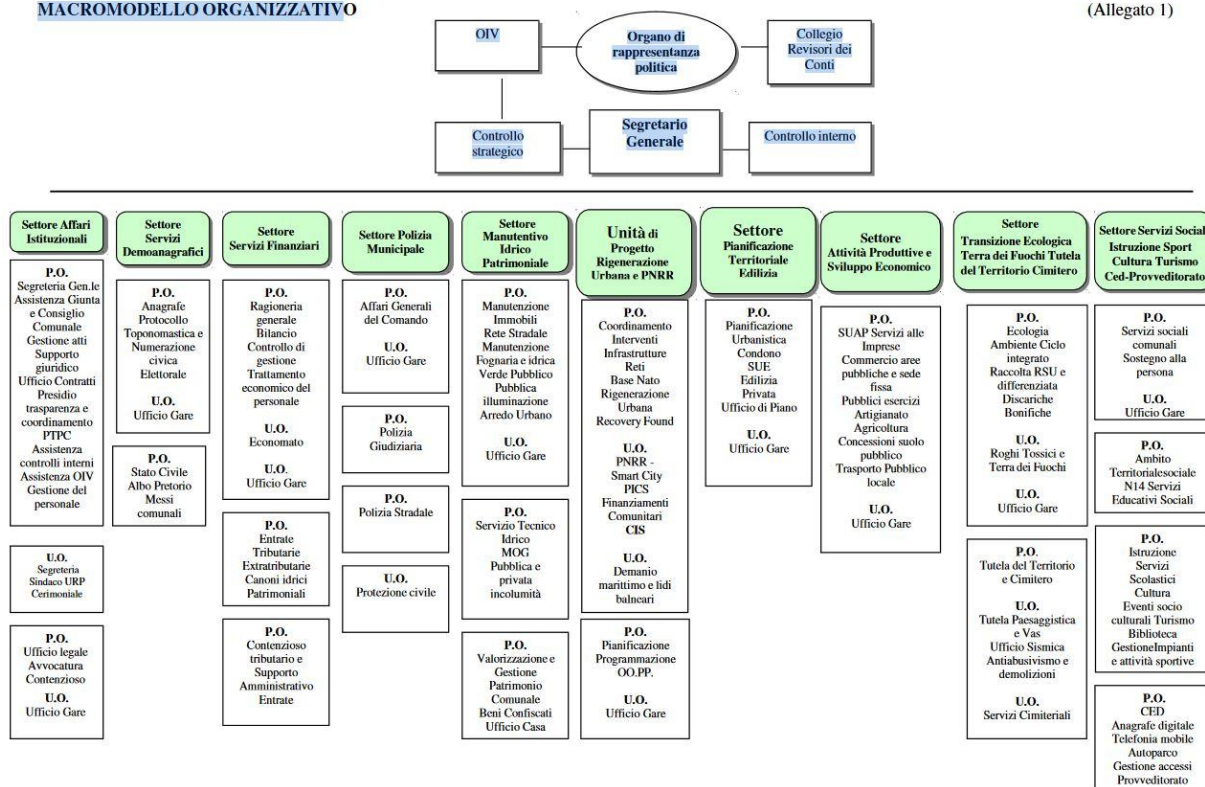 MACROMODELLO ORGANIZZATIVO
(Allegato 1)
OIV
Organo di
rappresentanza
politica
Collegio
Revisori dei
Conti
Controllo
strategico
Segretario
Generale
Controllo interno
Settore Affari
Istituzionali
P.O.
Segreteria Gen.le
Assistenza Giunta
e Consiglio
Comunale
Gestione atti
Supporto
giuridico
Ufficio Contratti
Presidio
trasparenza e
coordinamento
PTPC
Assistenza
controlli interni
Assistenza OIV
Gestione del
personale
U.O.
Segreteria
Sindaco URP
Cerimoniale
P.O.
Ufficio legale
Avvocatura
Contenzioso
U.O.
Ufficio Gare
Settore
Servizi
Demoanagrafici
P.O.
Anagrafe
Protocollo
Toponomastica e
Numerazione
civica
Elettorale
U.O.
Ufficio Gare
P.O.
Stato Civile
Albo Pretorio
Messi
comunali
Settore
Servizi Finanziari
P.O.
Ragioneria
generale
Bilancio
Controllo di
gestione
Trattamento
economico del
personale
U.O.
Economato
U.O.
Ufficio Gare
P.O.
Entrate
Tributarie
Extratributarie
Canoni idrici
Patrimoniali
P.O.
Contenzioso
tributario e
Supporto
Amministrativo
Entrate
Settore Polizia
Municipale
P.O.
Affari Generali
del Comando
U.O.
Ufficio Gare
P.O.
Polizia
Giudiziaria
P.O.
Polizia Stradale
U.O.
Protezione civile
Settore
Manutentivo
Idrico
Patrimoniale
P.O.
Manutenzione
Immobili
Rete Stradale
Manutenzione
Fognaria e idrica
Verde Pubblico
Pubblica
illuminazione
Arredo Urbano
U.O.
Ufficio Gare
P.O.
Servizio Tecnico
Idrico
MOG
Pubblica e
privata
incolumità
P.O.
Valorizzazione e
Gestione
Patrimonio
Comunale
Beni Confiscati
Ufficio Casa
Unità di
Progetto
Rigenerazione
Urbana e PNRR
P.O.
Coordinamento
Interventi
Infrastrutture
Reti
Base Nato
Rigenerazione
Urbana
Recovery Found
U.O.
PNRR -
Smart City
PICS
Finanziamenti
Comunitari
CIS
U.O.
Demanio
marittimo e lidi
balneari
P.O.
Pianificazione
Programmazione
OO.PP.
U.O.
Ufficio Gare
Settore
Pianificazione
Territoriale
Edilizia
P.O.
Pianificazione
Urbanistica
Condono
SUE
Edilizia
Privata
Ufficio di Piano
U.O.
Ufficio Gare
Settore
Attività Produttive e
Sviluppo Economico
P.O.
SUAP Servizi alle
Imprese
Commercio aree
pubbliche e sede
fissa
Pubblici esercizi
Artigianato
Agricoltura
Concessioni suolo
pubblico
Trasporto Pubblico
locale
U.O.
Ufficio Gare
Settore
Transizione Ecologica
Terra dei Fuochi Tutela
del Territorio Cimitero
P.O.
Ecologia
Ambiente Ciclo
integrato
Raccolta RSU e
differenziata
Discariche
Bonifiche
U.O.
Roghi Tossici e
Terra dei Fuochi
U.O.
Ufficio Gare
P.O.
Tutela del Territorio
e Cimitero
U.O.
Tutela Paesaggistica
e Vas
Ufficio Sismica
Antiabusivismo e
demolizioni
U.O.
Servizi Cimiteriali
Settore Servizi Social
Istruzione Sport
Cultura Turismo
Ced-Provveditorato
P.O.
Servizi sociali
comunali
Sostegno alla
persona
U.O.
Ufficio Gare
P.O.
Ambito
Territorialesociale
N14 Servizi
Educativi Sociali
P.O.
Istruzione
Servizi
Scolastici
Cultura
Eventi socio
culturali Turismo
Biblioteca
GestioneImpianti
e attività sportive
P.O.
CED
Anagrafe digitale
Telefonia mobile
Autoparco
Gestione accessi
Provveditorato